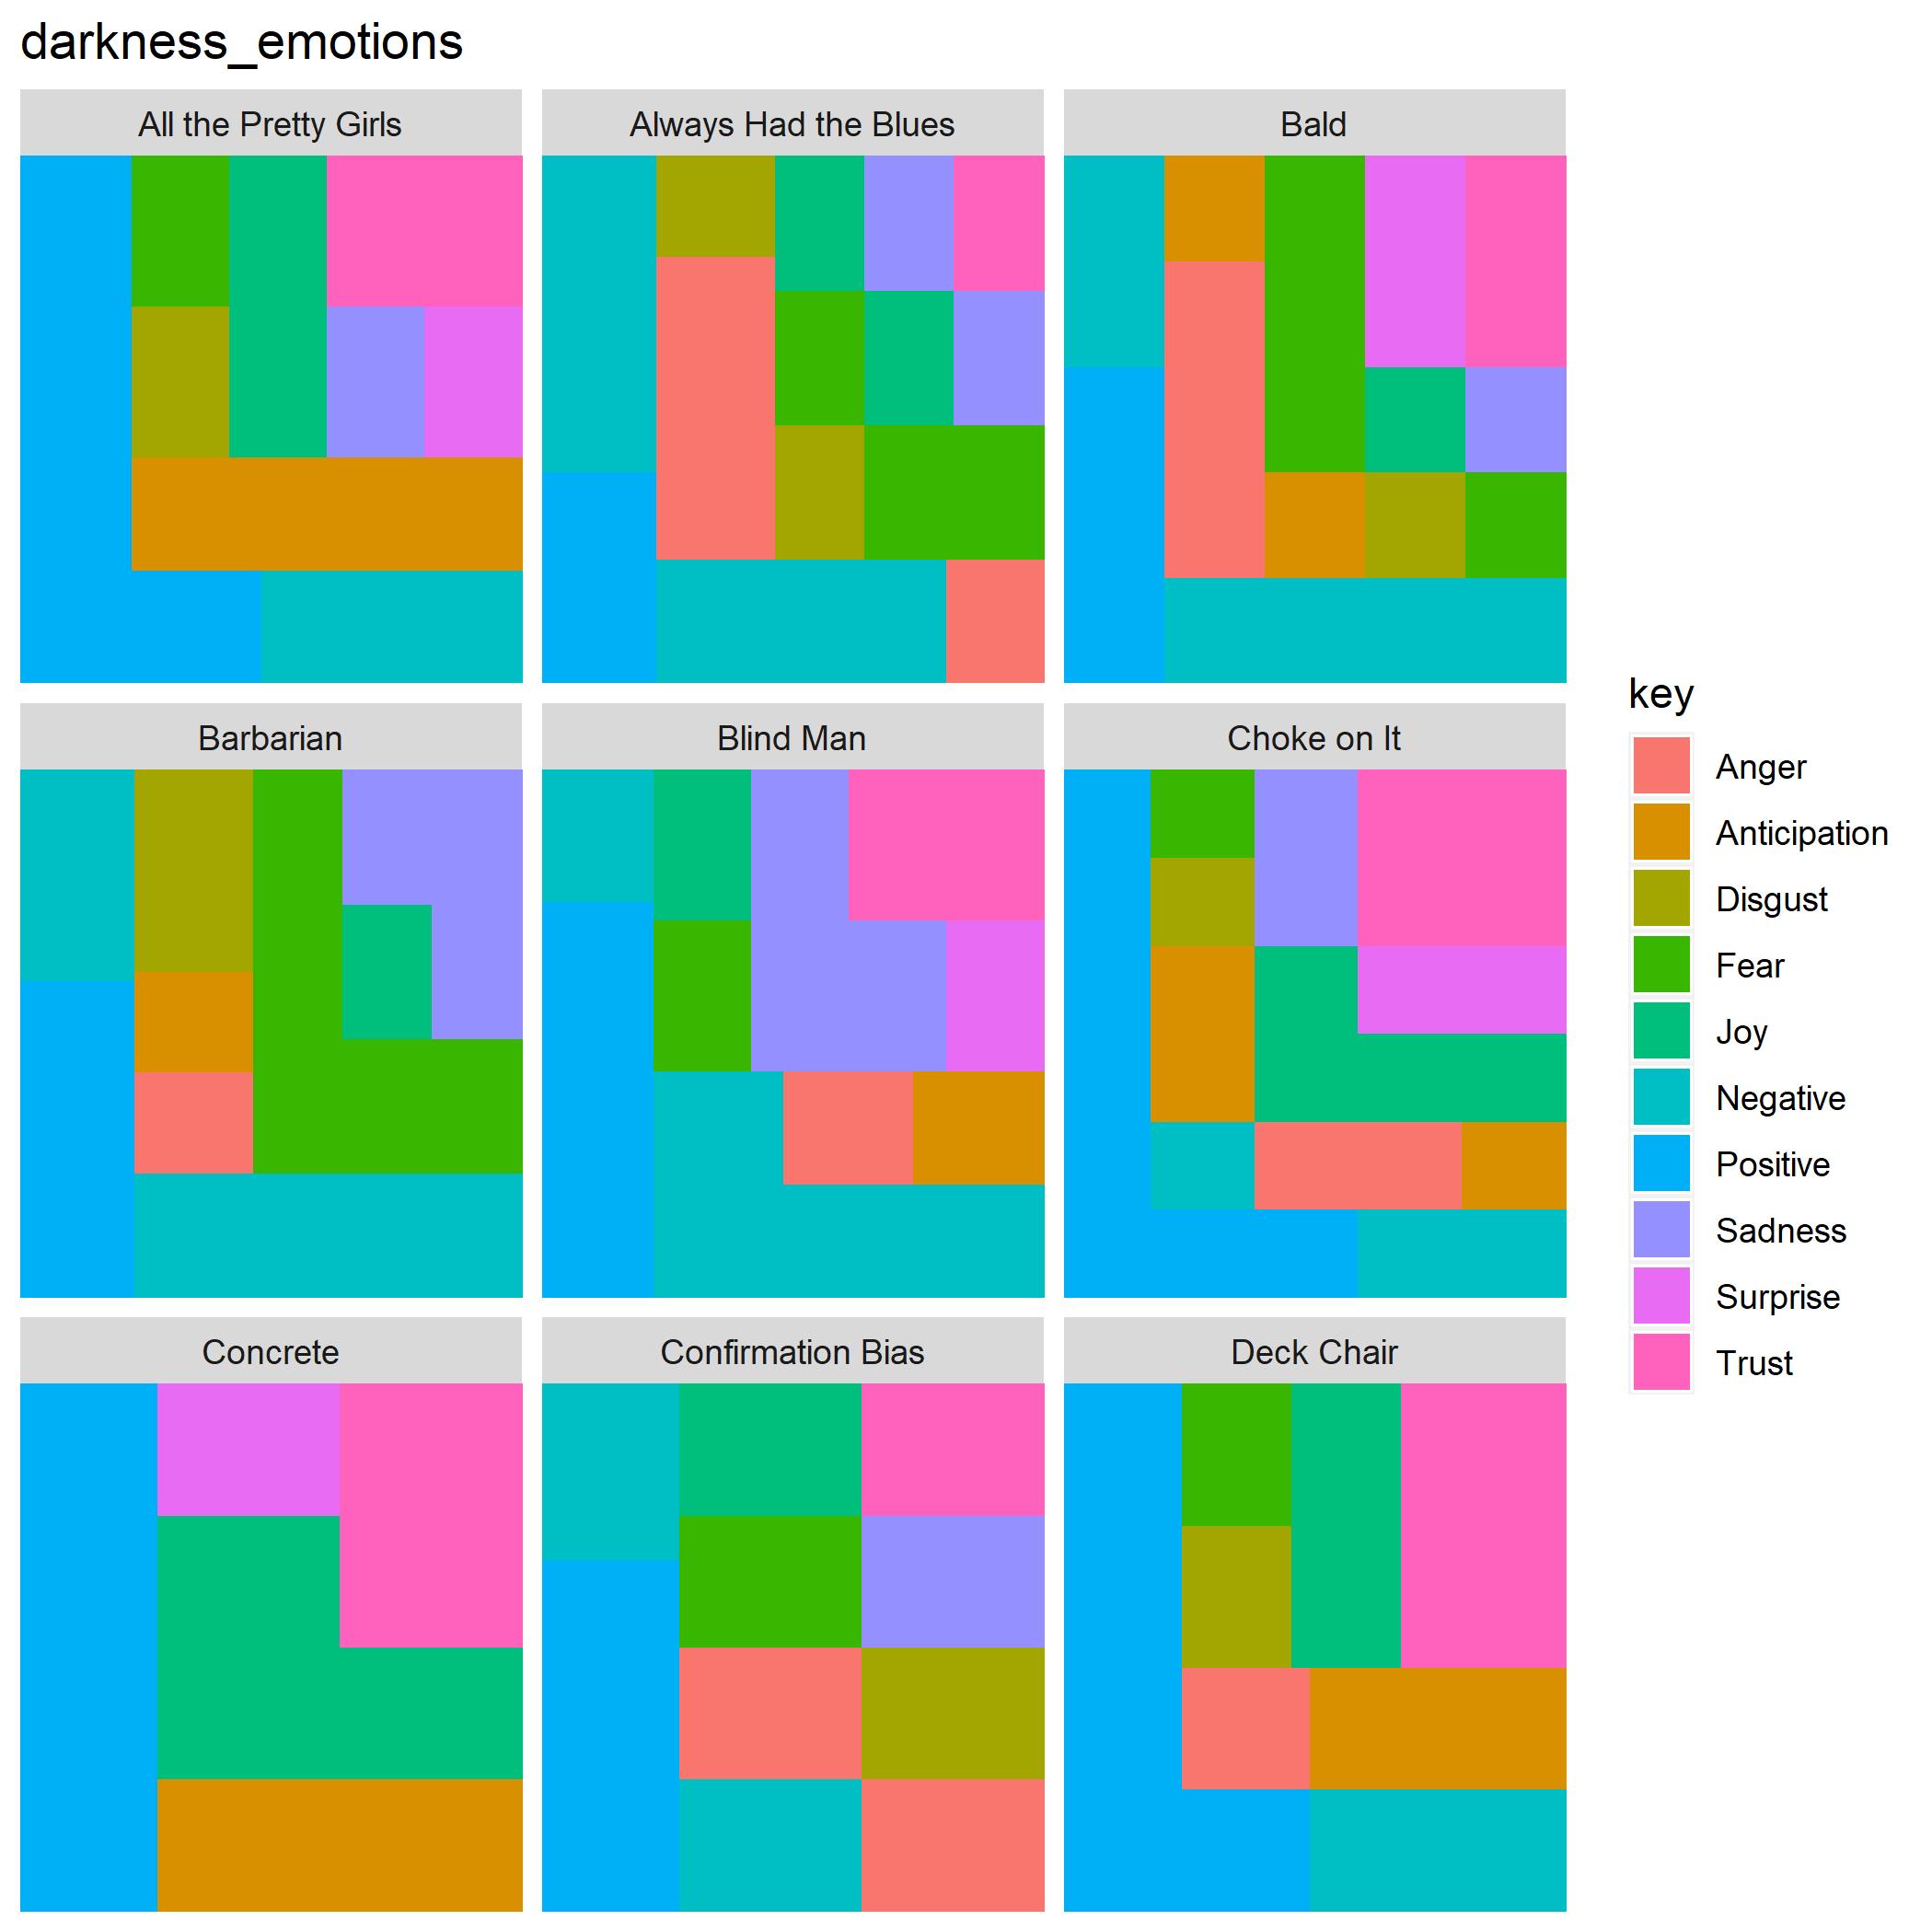 darkness_emotions
All the Pretty Girls
Always Had the Blues
Bald
Barbarian
Blind Man
Choke on It
Concrete
Confirmation Bias
Deck Chair
key
Anger
Anticipation
Disgust
Fear
Joy
Negative
Positive
Sadness
Surprise
Trust